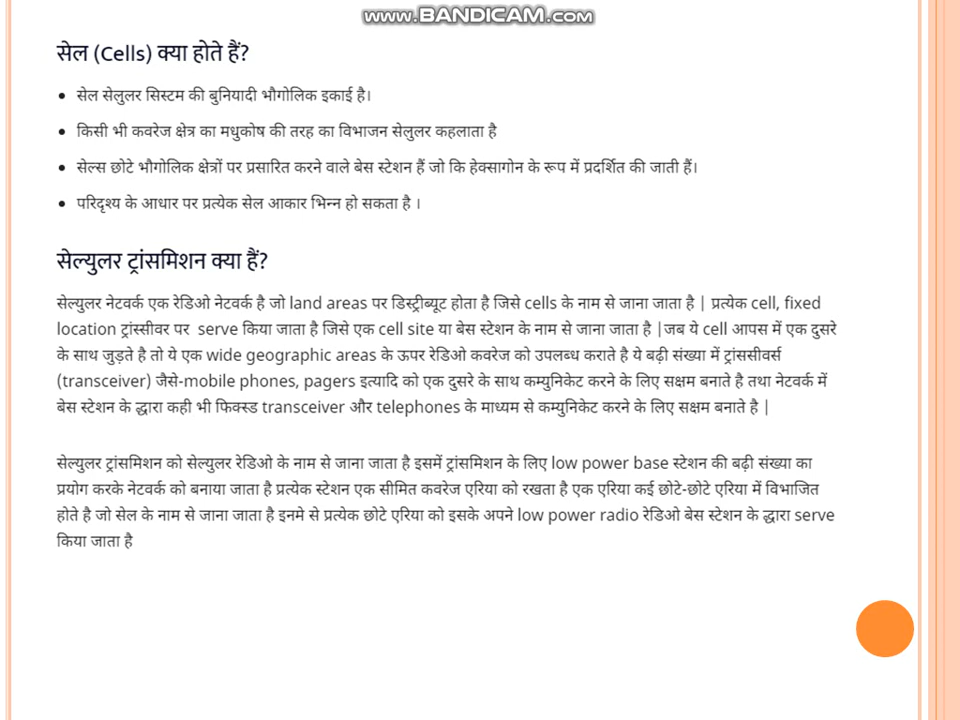 www.BANDICAM.com
सेल (Cells) क्या होते हैं?
• सेल सेलुलर सिस्टम की बुनियादी भौगोलिक इकाई है।
• किसी भी कवरेज क्षेत्र का मधुकोष की तरह का विभाजन सेलुलर कहलाता है
• सेल्स छोटे भौगोलिक क्षेत्रों पर प्रसारित करने वाले बेस स्टेशन हैं जो कि हेक्सागोन के रूप में प्रदर्शित की जाती हैं।
• परिदृश्य के आधार पर प्रत्येक सेल आकार भिन्न हो सकता है ।
सेल्युलर ट्रांसमिशन क्या हैं?
सेल्युलर नेटवर्क एक रेडिओ नेटवर्क है जो land areas पर डिस्ट्रीब्यूट होता है जिसे cells के नाम से जाना जाता है | प्रत्येक cell, fixed
location ट्रांस्सीवर पर serve किया जाता है जिसे एक cell site या बेस स्टेशन के नाम से जाना जाता है |जब ये cell आपस में एक दुसरे
के साथ जुड़ते है तो ये एक wide geographic areas के ऊपर रेडिओ कवरेज को उपलब्ध कराते है ये बढ़ी संख्या में ट्रांससीवर्स
(transceiver) जैसे-mobile phones, pagers इत्यादि को एक दुसरे के साथ कम्युनिकेट करने के लिए सक्षम बनाते है तथा नेटवर्क में
बेस स्टेशन के द्धारा कही भी फिक्स्ड transceiver और telephones के माध्यम से कम्युनिकेट करने के लिए सक्षम बनाते है |
सेल्युलर ट्रांसमिशन को सेल्युलर रेडिओ के नाम से जाना जाता है इसमें ट्रांसमिशन के लिए low power base स्टेशन की बढ़ी संख्या का
प्रयोग करके नेटवर्क को बनाया जाता है प्रत्येक स्टेशन एक सीमित कवरेज एरिया को रखता है एक एरिया कई छोटे-छोटे एरिया में विभाजित
होते है जो सेल के नाम से जाना जाता है इनमे से प्रत्येक छोटे एरिया को इसके अपने low power radio रेडिओ बेस स्टेशन के द्धारा serve
किया जाता है